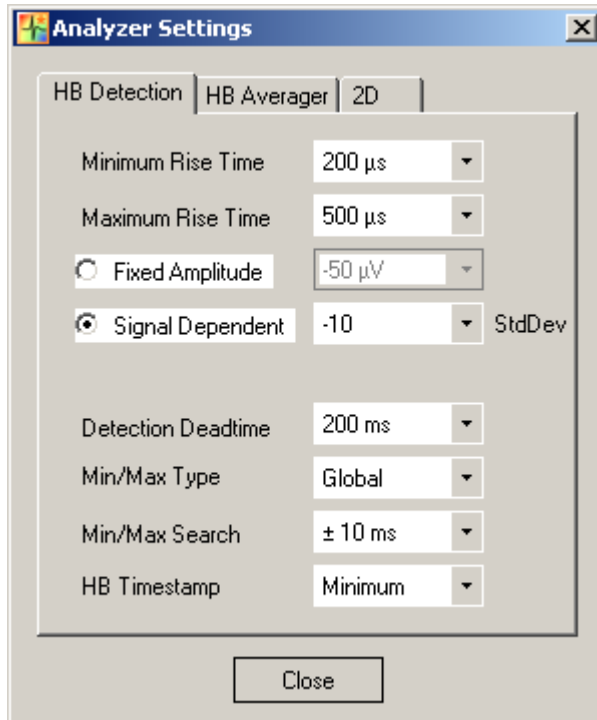 Analyzer Settings
HB Detection HB Averager 2D
Minimum Rise Time 200 µs
Maximum Rise Time 500 µs
Fixed Amplitude -50 µV
Signal Dependent -10 StdDev
Detection Deadtime 200 ms
Min/Max Type Global
Min/Max Search ± 10 ms
HB Timestamp Minimum
Close